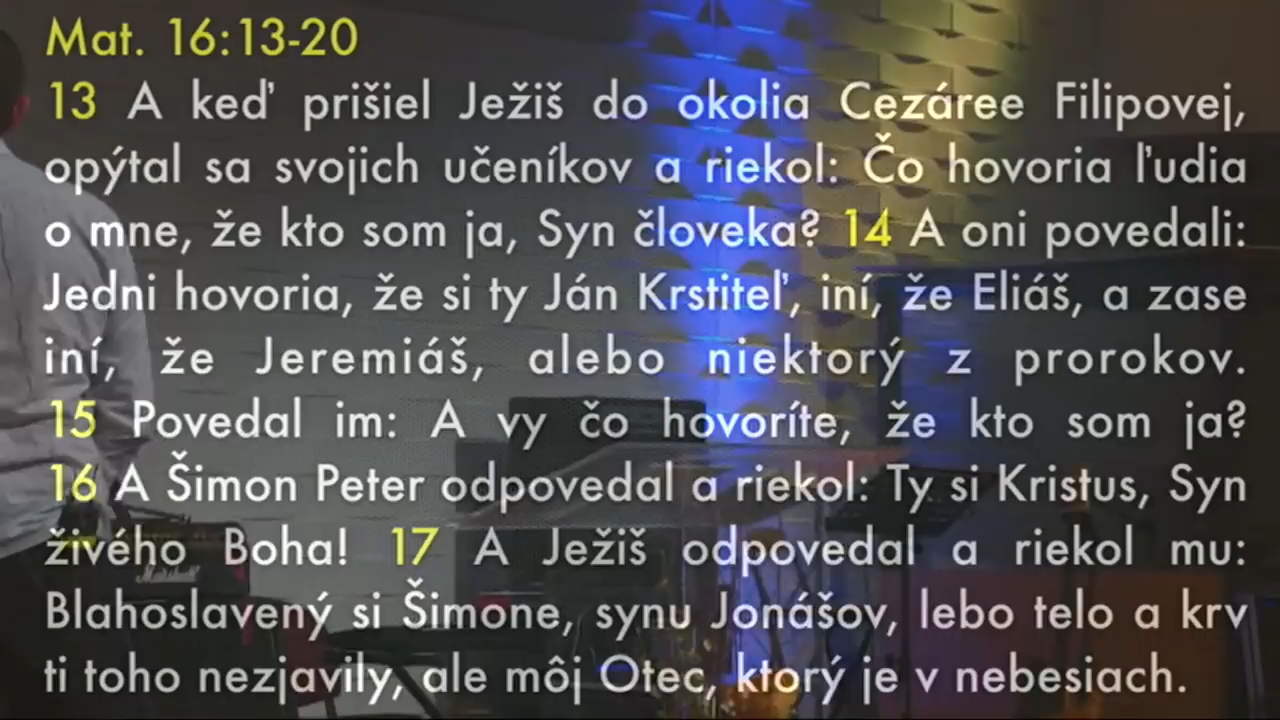 Mat. 16:13-20
13 A keď prišiel Ježiš do okolia Cezáree Filipovej,
opýtal sa svojich učeníkov a riekol: Čo hovoria ľudia
o mne, že kto som ja, Syn človeka? 14 A oni povedali:
Jedni hovoria, že si ty Ján Krstiteľ, iní, že Eliáš, a zase
iní, že Jeremiáš, alebo niektorý z prorokov.
15 Povedal im: A vy čo hovoríte, že kto som ja?
16 A Šimon Peter odpovedal a riekol: Ty si Kristus, Syn
živého Boha! 17 A Ježiš odpovedal a riekol mu:
Blahoslavený si Šimone, synu Jonášov, lebo telo a krv
ti toho nezjavily, ale môj Otec, ktorý je v nebesiach.